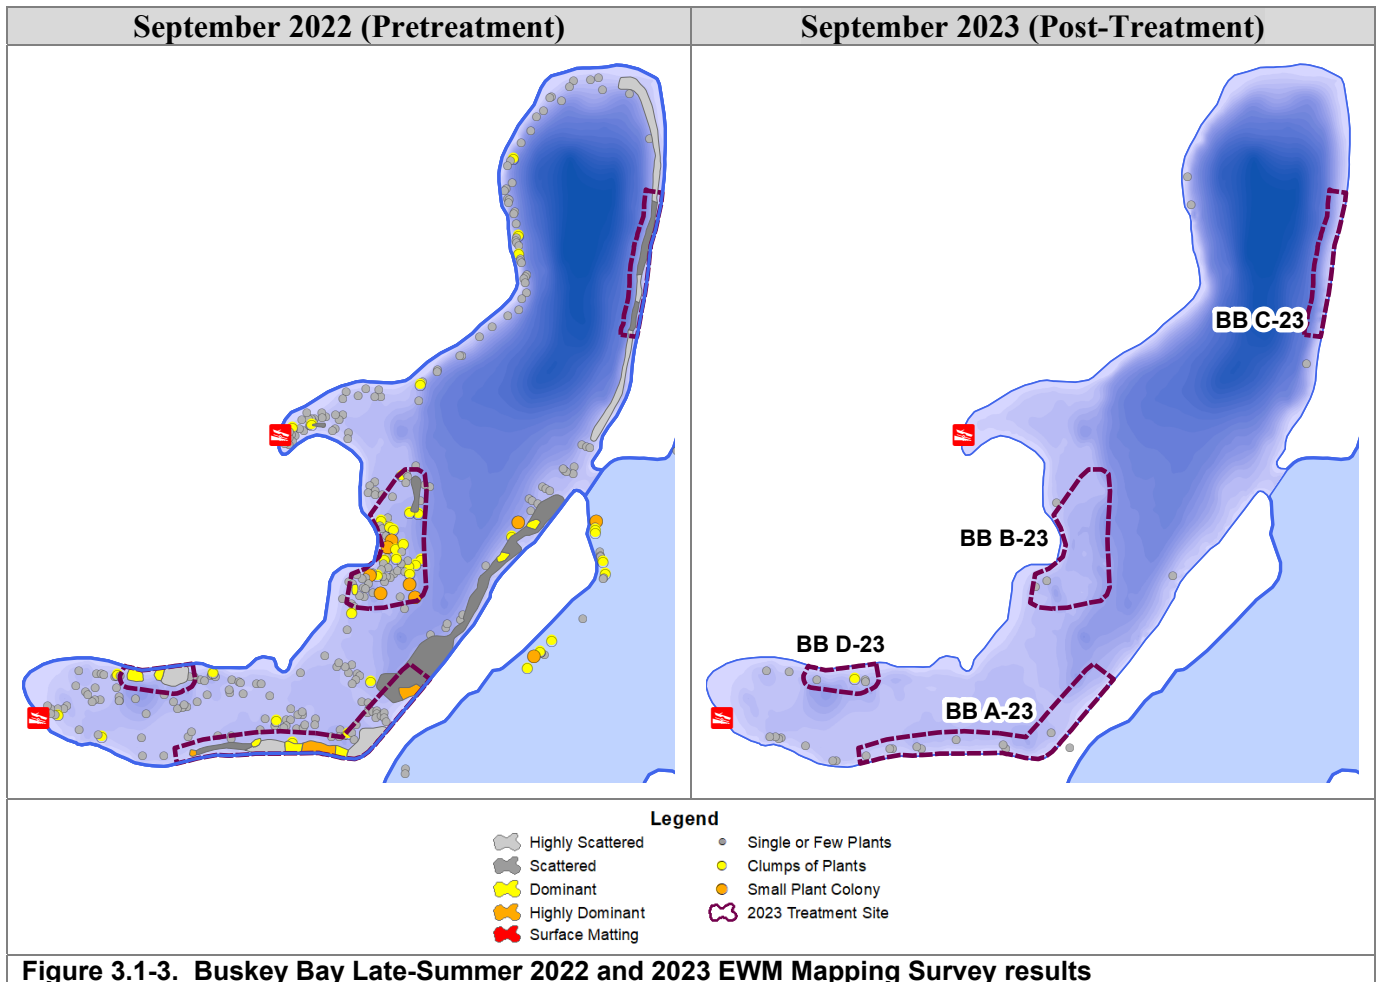 September 2022 (Pretreatment)
September 2023 (Post-Treatment)
BB C-23
BB B-23
BB D-23
BB A-23
Legend
Highly Scattered
Scattered
Dominant
Highly Dominant
Surface Matting
Single or Few Plants
Clumps of Plants
Small Plant Colony
2023 Treatment Site
Figure 3.1-3. Buskey Bay Late-Summer 2022 and 2023 EWM Mapping Survey results